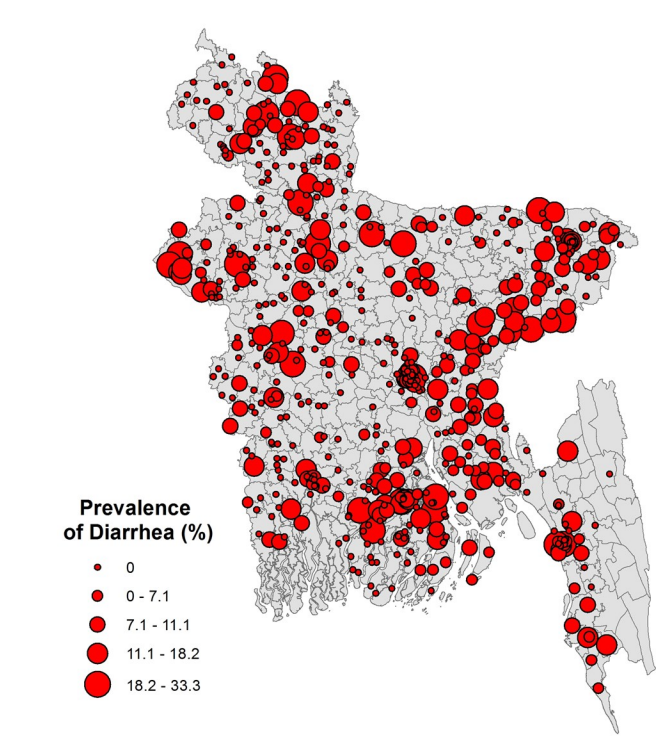 Prevalence
of Diarrhea (%)
0
0 - 7.1
7.1 - 11.1
11.1 - 18.2
18.2 - 33.3